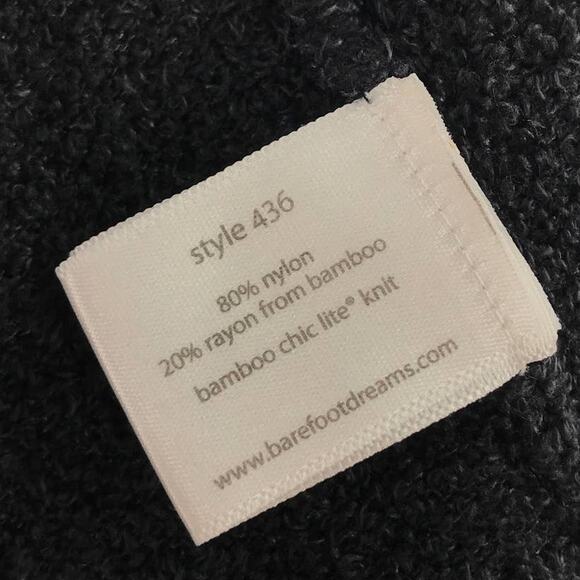 style 436
80% nylon
20% rayon from bamboo
bamboo chic lite® knit
www.barefootdreams.com